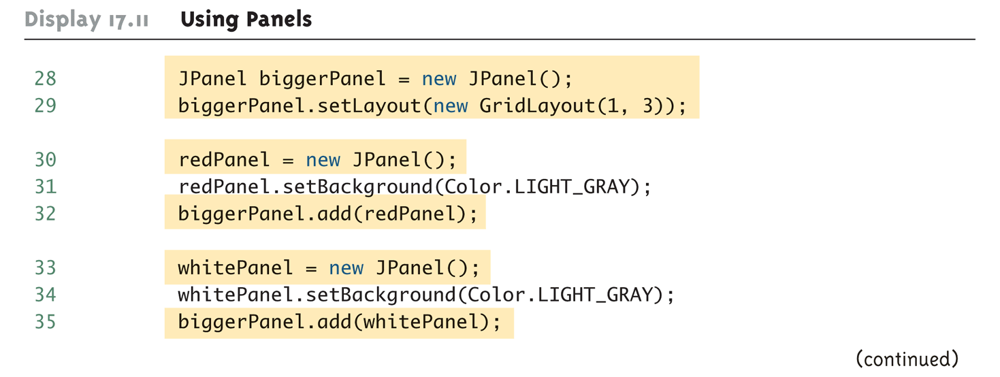 Display 17.11 Using Panels
28 JPanel biggerPanel = new JPanel();
29 biggerPanel.setLayout(new GridLayout(1, 3));
30 redPanel = new JPanel();
31 redPanel.setBackground(Color.LIGHT_GRAY);
32 biggerPanel.add(redPanel);
33 whitePanel = new JPanel();
34 whitePanel.setBackground(Color.LIGHT_GRAY);
35 biggerPanel.add(whitePanel);
(continued)